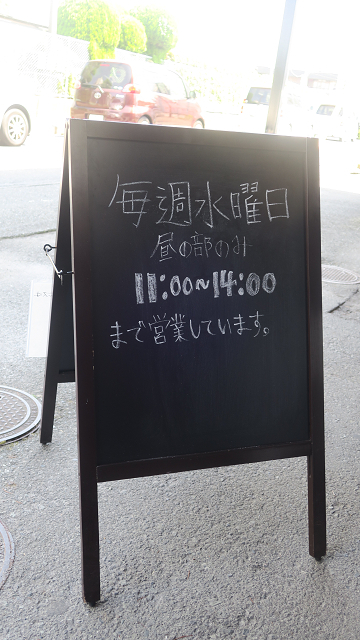 毎週水曜日
昼の部のみ
11:00~14:00
まで営業しています。